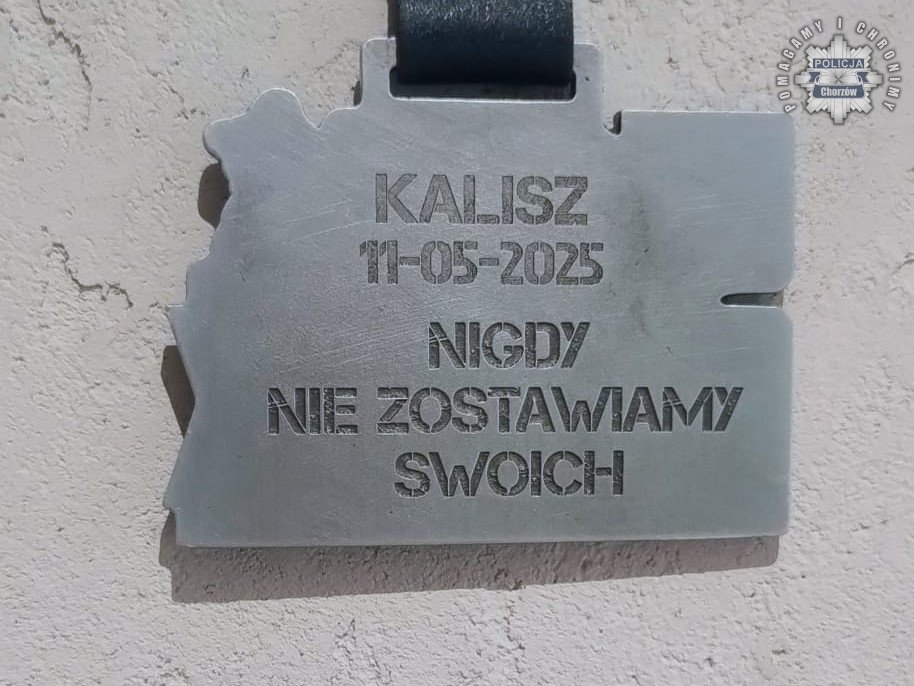 KALISZ
11-05-2025
NIGDY
NIE ZOSTAWIAMY
SWOICH
POMAGAMY I CHRONIMY
POLICJA
Chorzów